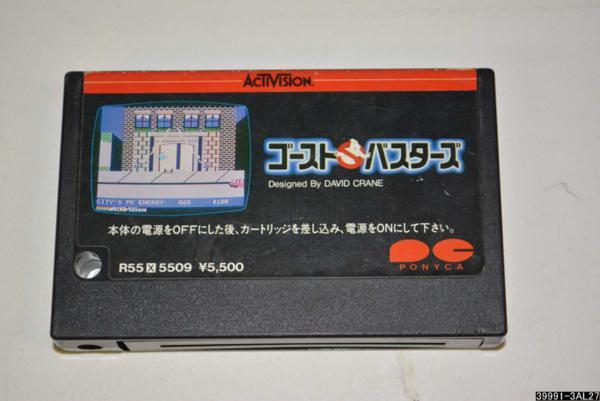 ACTIVISION
CITY'S PK ENERGY: 020 $100
ACTIVISION
ゴーストバスターズ
Designed By DAVID CRANE
本体の電源をOFFにした後、カートリッジを差し込み、電源をONにして下さい。
PONYCA
R55X5509 ¥5,500
39991-3AL27